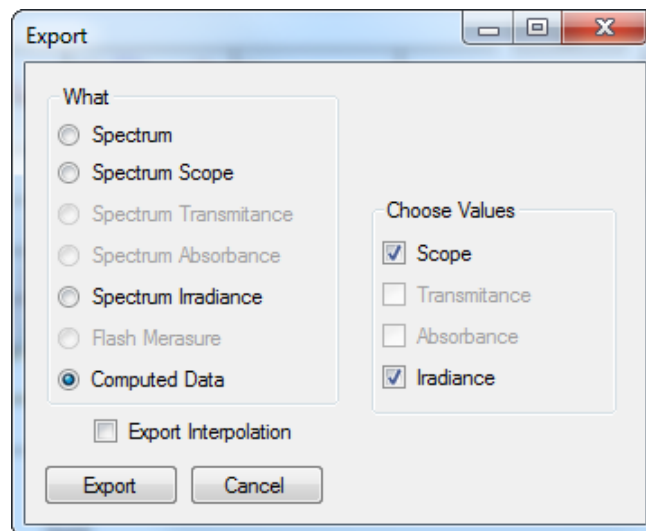 Export
What
Spectrum
Spectrum Scope
Spectrum Transmitance
Spectrum Absorbance
Spectrum Irradiance
Flash Merasure
Computed Data
Export Interpolation
Choose Values
Scope
Transmitance
Absorbance
Iradiance
Export
Cancel